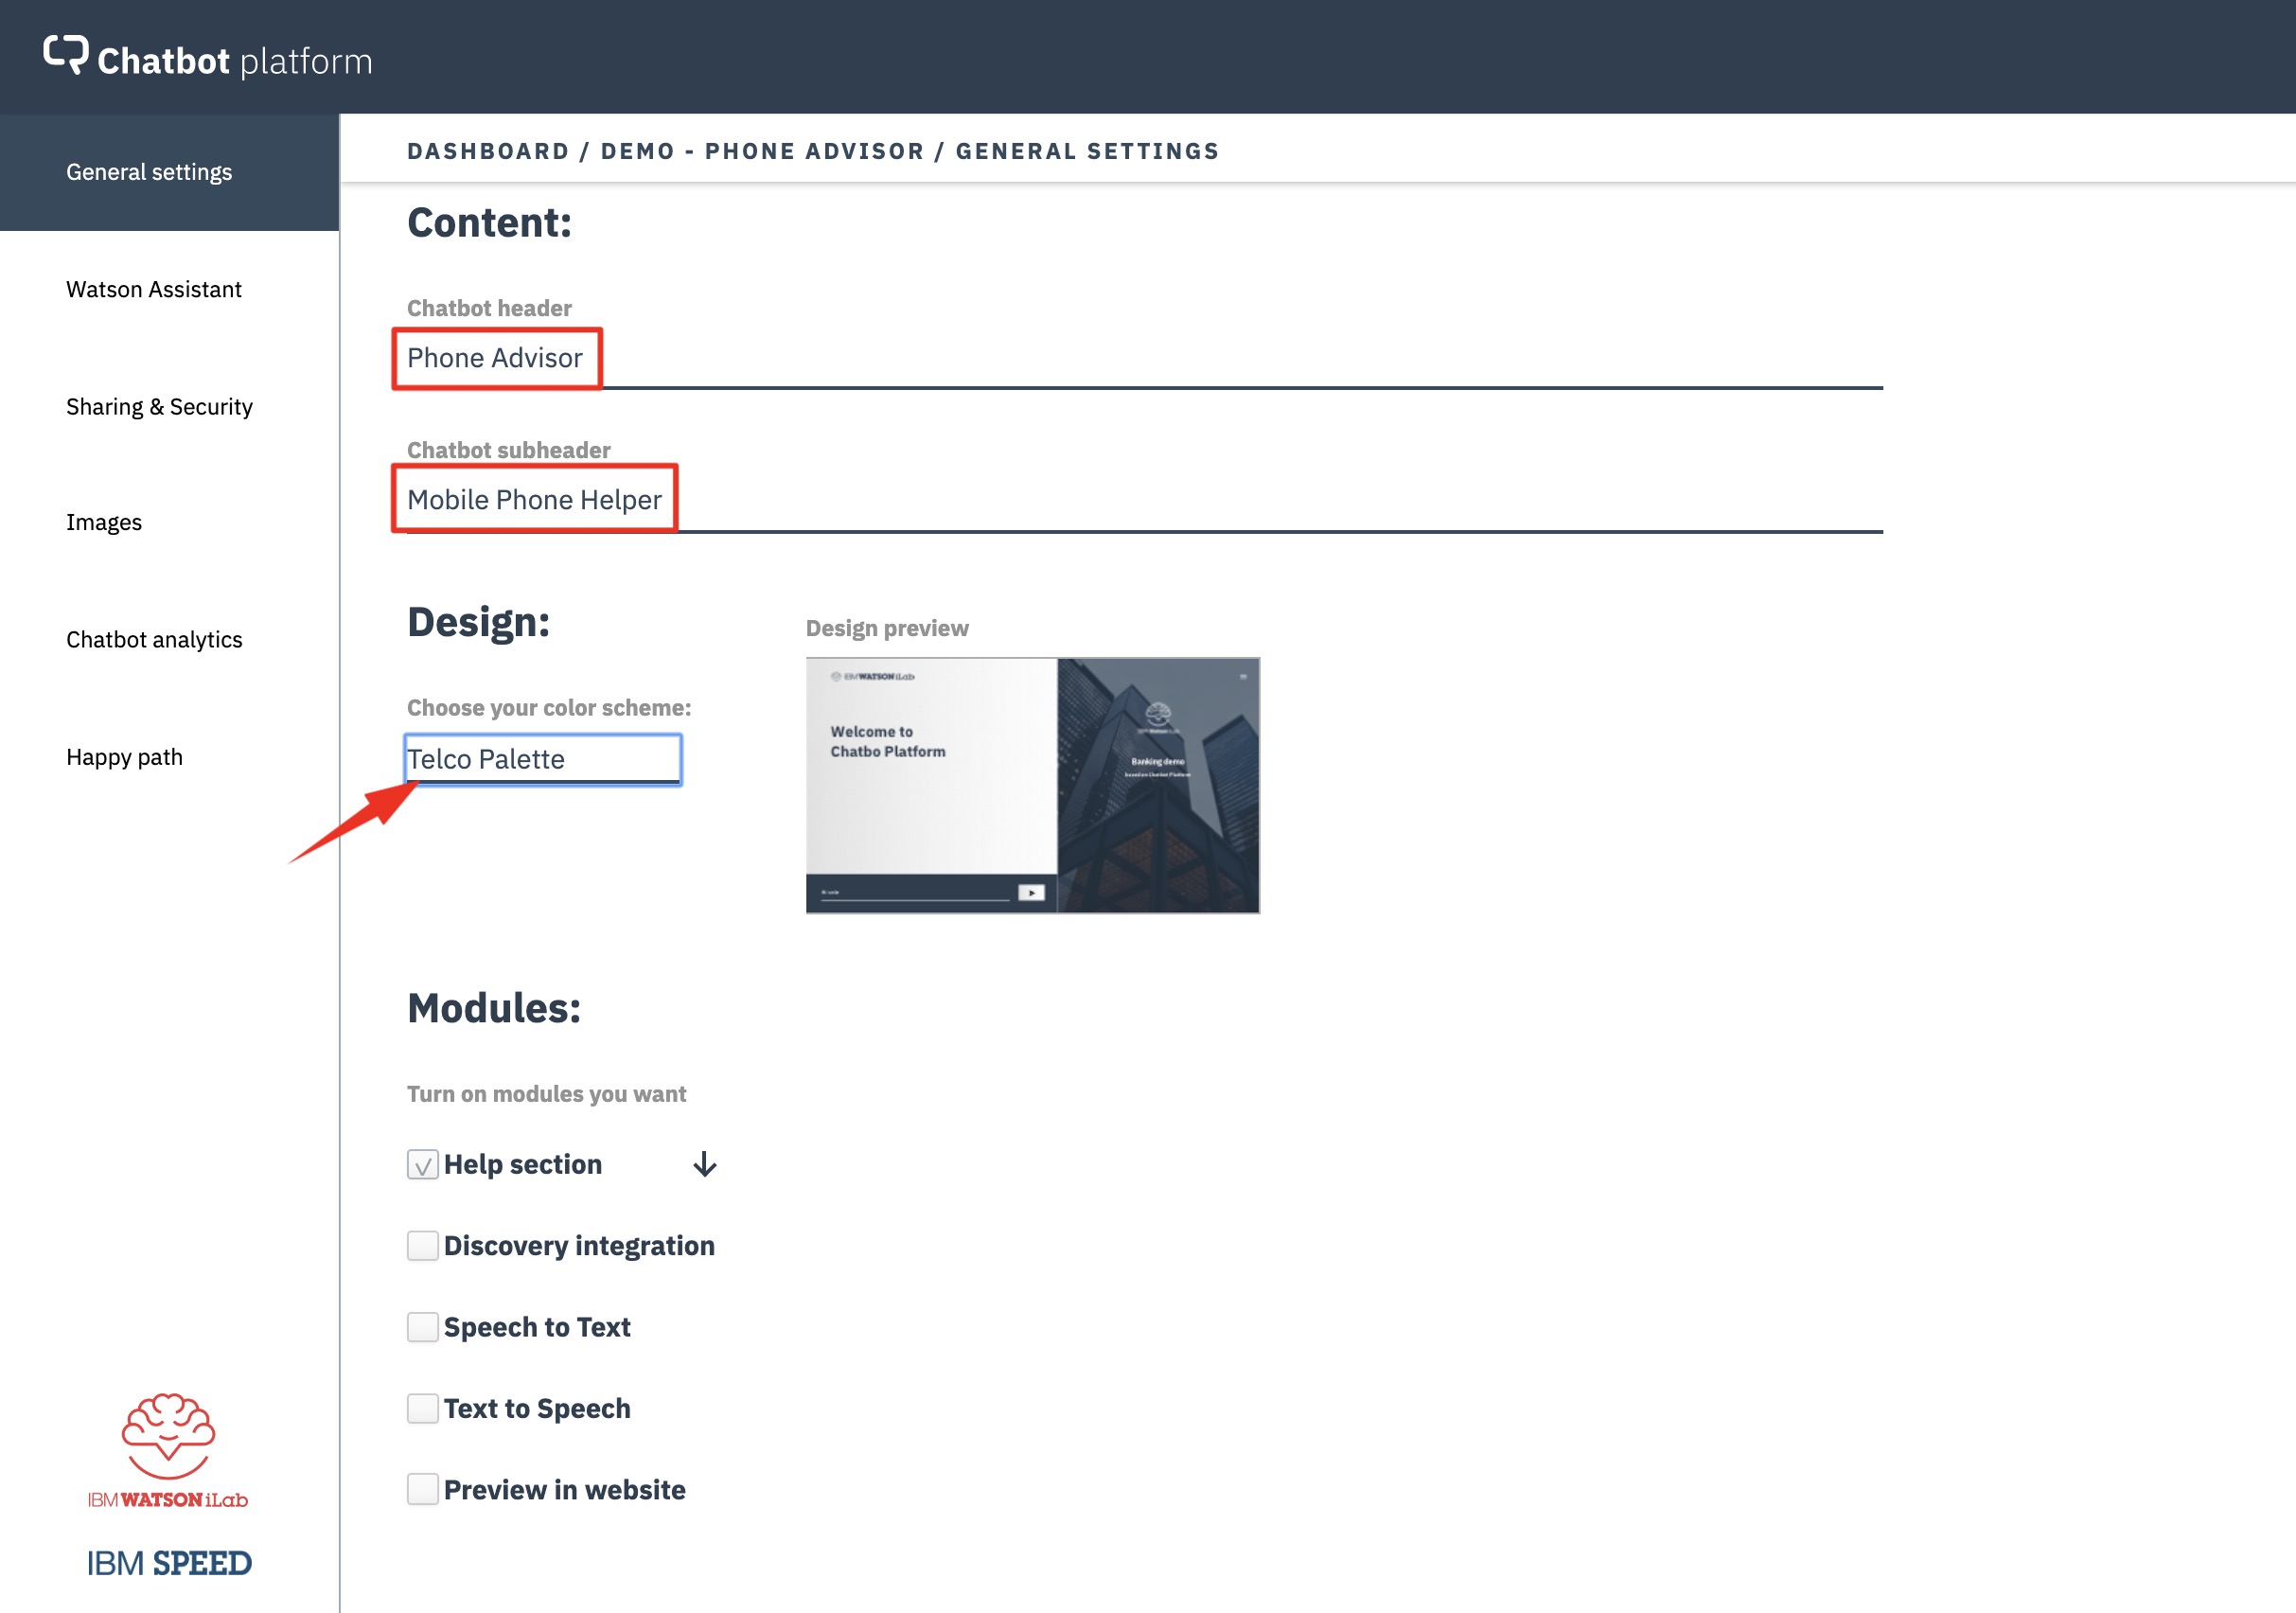 Chatbot platform
General settings
Watson Assistant
Sharing & Security
Images
Chatbot analytics
Happy path
IBM WATSON iLab
IBM SPEED
DASHBOARD / DEMO - PHONE ADVISOR / GENERAL SETTINGS
Content:
Chatbot header
Phone Advisor
Chatbot subheader
Mobile Phone Helper
Design:
Choose your color scheme:
Telco Palette
Design preview
IBM WATSON iLab
Welcome to
Chatbo Platform
Banking demo
Modules:
Turn on modules you want
Help section
Discovery integration
Speech to Text
Text to Speech
Preview in website